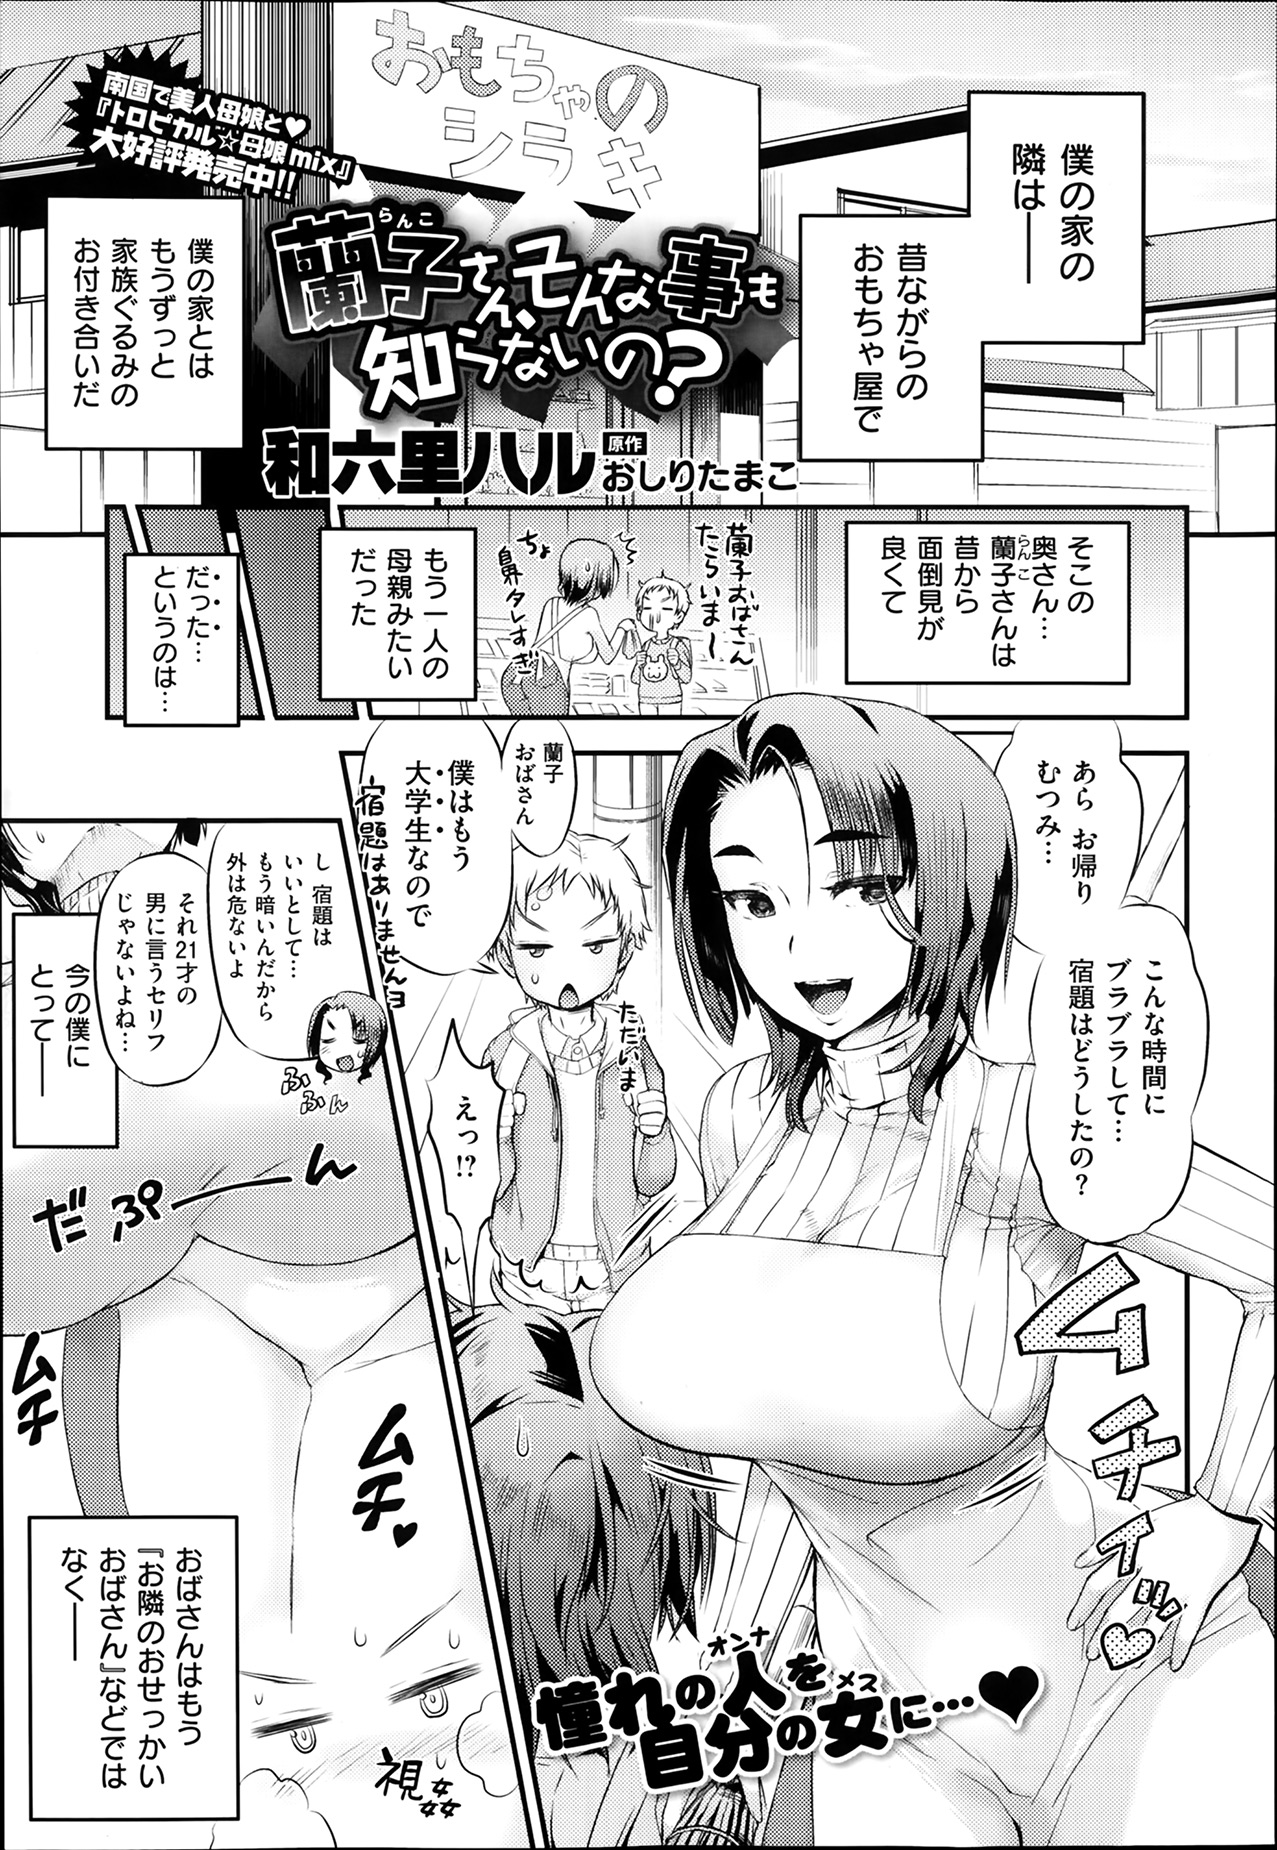 おもちゃの
シラキ
南国で美人母娘と♥
『トロピカル☆母娘mix』
大好評発売中!!
僕の家の
隣は――
昔ながらの
おもちゃ屋で
らんこ
蘭子さん、そんな事も
知らないの?
和六里ハル
原作
おしりたまこ
僕の家とは
もうずっと
家族ぐるみの
お付き合いだ
そこの
奥さん…
らんこ
蘭子さんは
昔から
面倒見が
良くて
蘭子おばさん
たらいま〜
ちょ
鼻タレすぎ
もう一人の
母親みたい
だった
だった…
というのは…
あら お帰り
むつみ…
こんな時間に
ブラブラして…
宿題はどうしたの?
ムチィッ♡
蘭子
おばさん
僕はもう
大学生なので
宿題はありませんョ
ただいま
えっ!?
し 宿題は
いいとして…
もう暗いんだから
外は危ないよ
ふふん
それ21才の
男に言うセリフ
じゃないよね…
今の僕に
とって――
だぷーーん
ムチ
ムチ♥
おばさんはもう
『お隣のおせっかい
おばさん』などでは
なく――
視姦
オンナ
憧れの人を
メス
自分の女に…♥